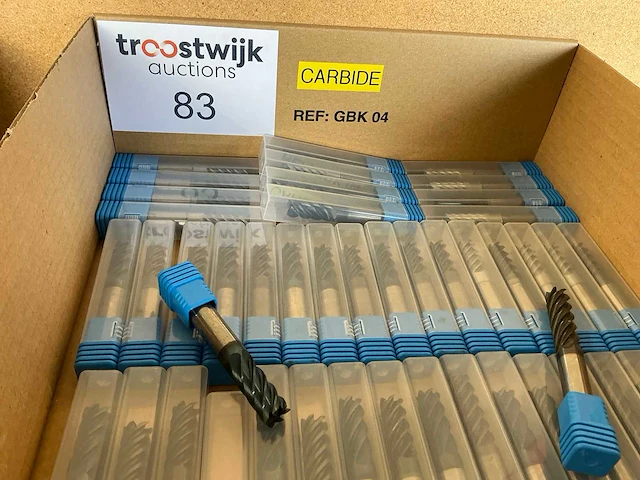 troostwijk
auctions
83
CARBIDE
REF: GBK 04